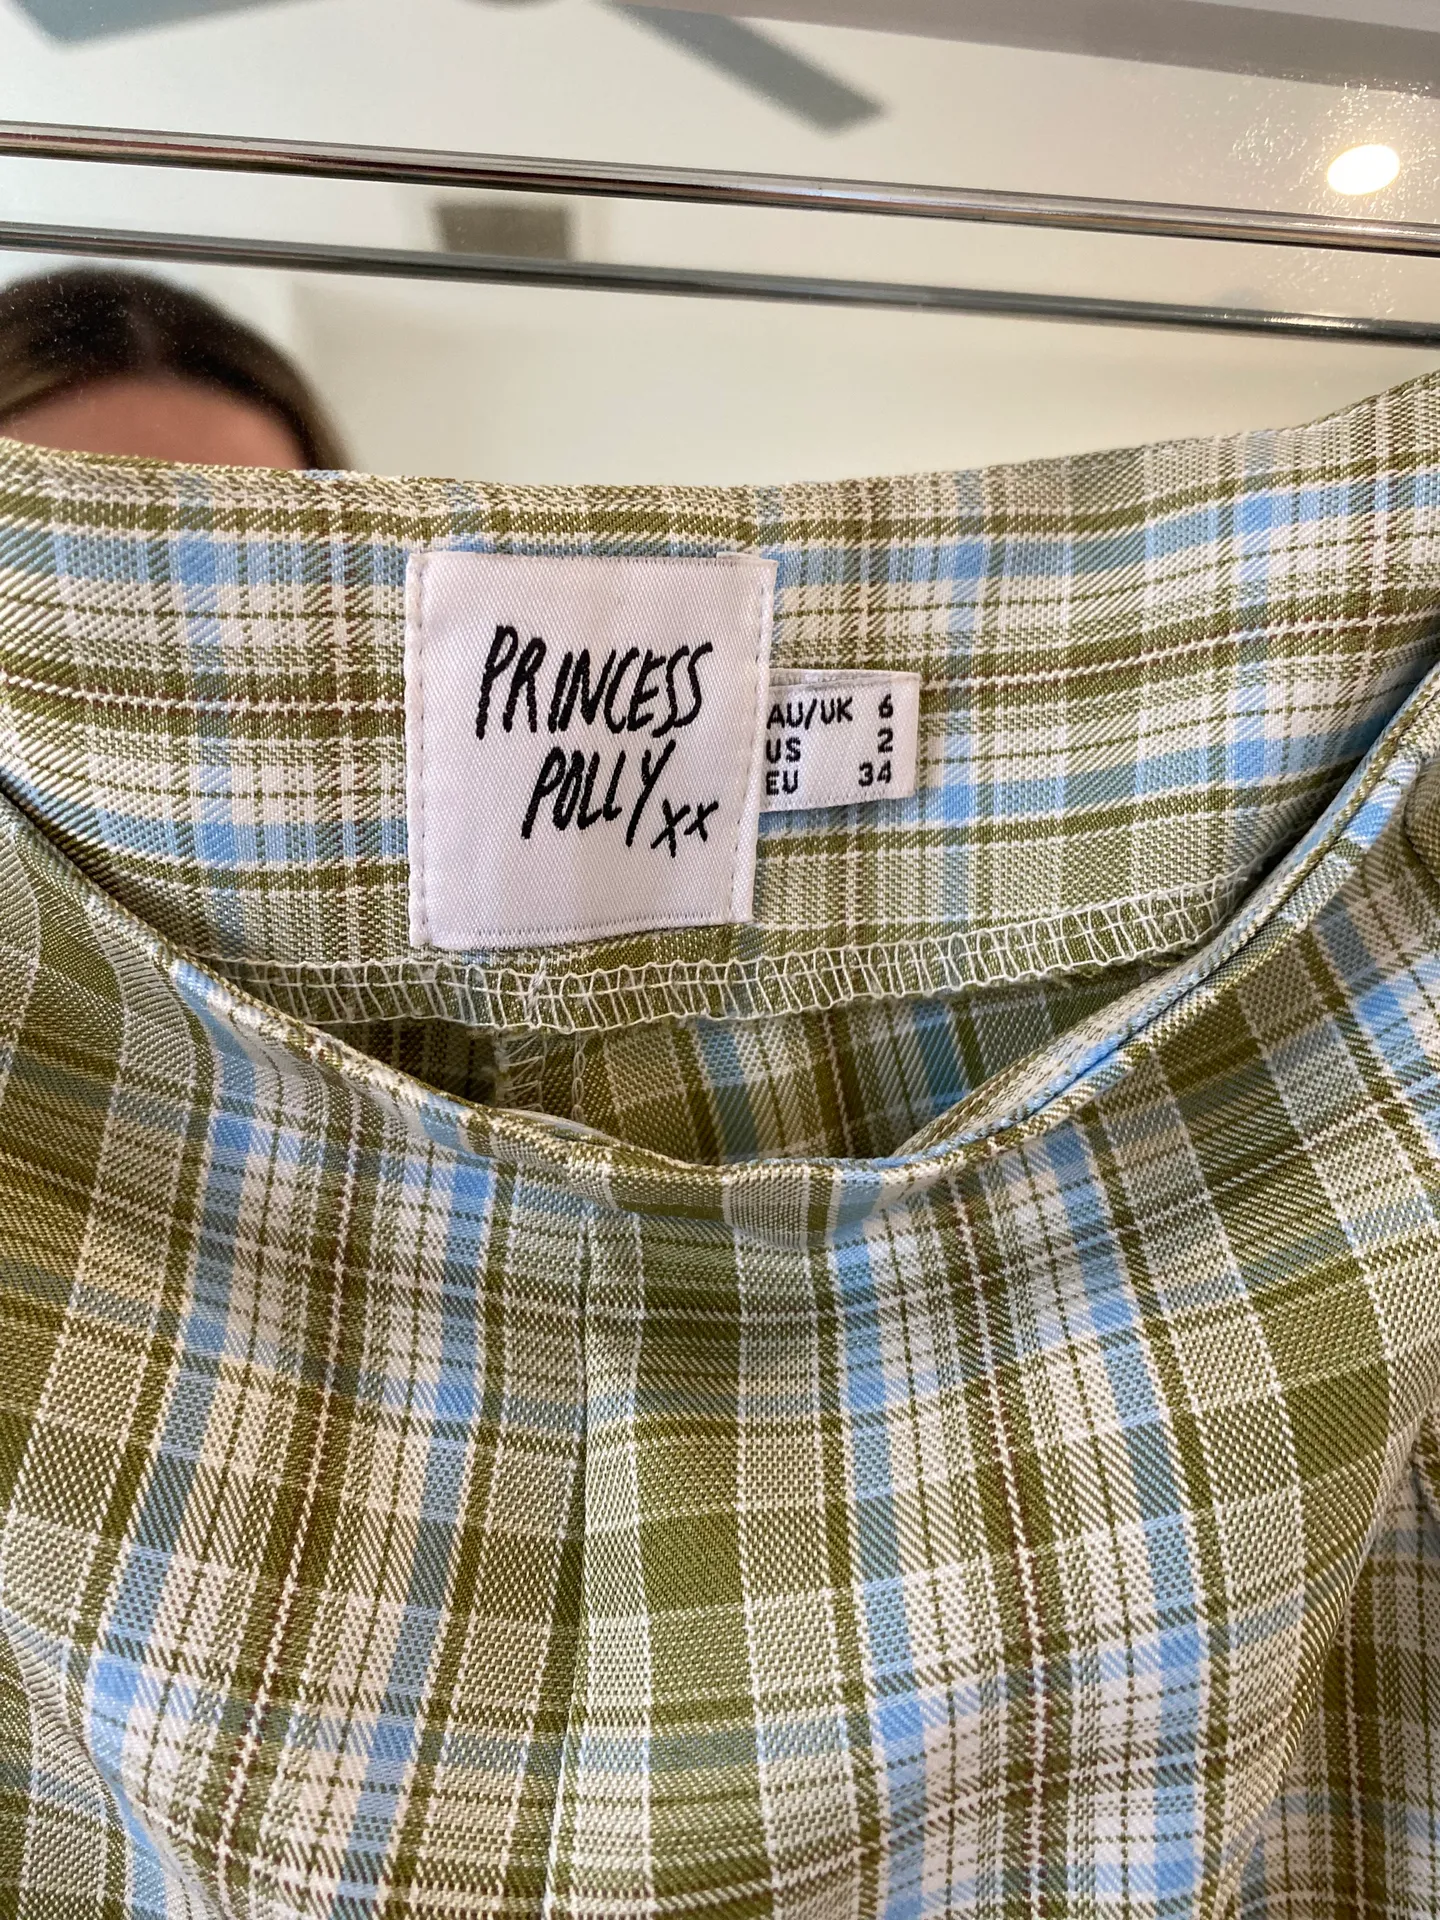 PRINCESS
POLLY xx
AU/UK 6
US 2
EU 34